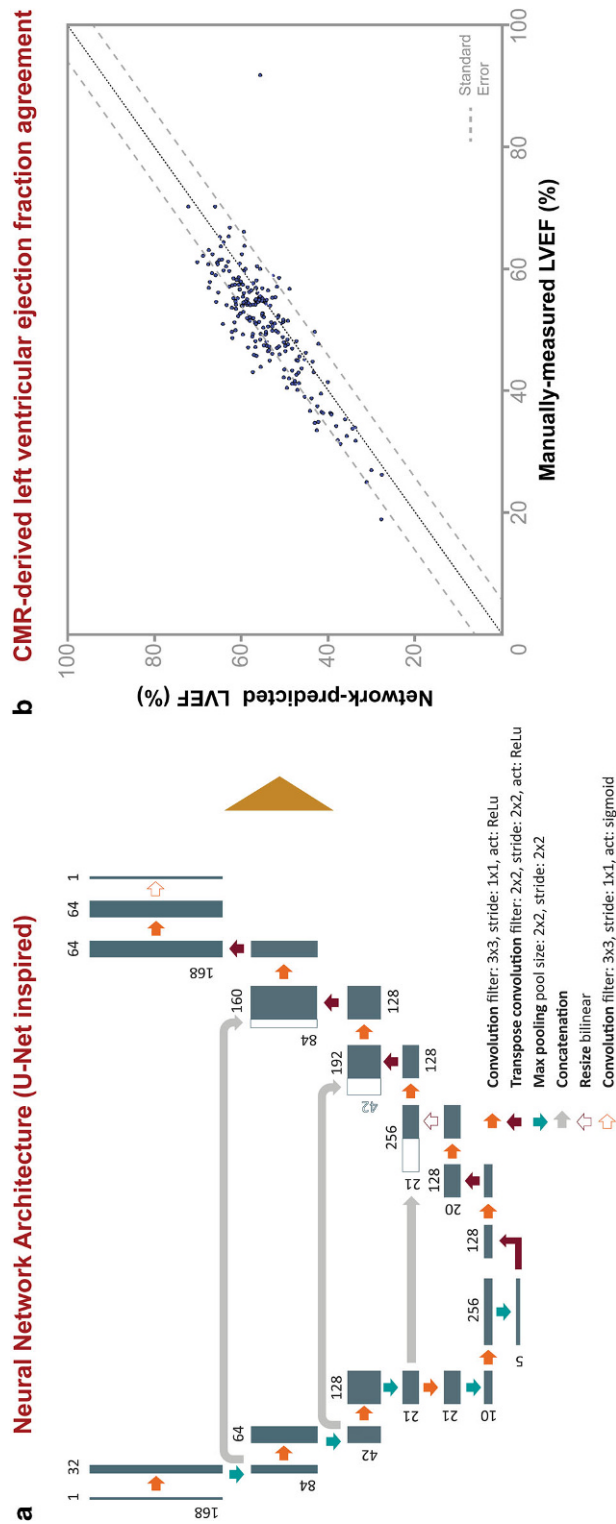 a Neural Network Architecture (U-Net inspired)
1 32
168
64
84
128
42
21
21
10
256
5
128
128
20
256
21
128
192
42
128
160
84
64 64 1
168
Convolution filter: 3x3, stride: 1x1, act: ReLu
Transpose convolution filter: 2x2, stride: 2x2, act: ReLu
Max pooling pool size: 2x2, stride: 2x2
Concatenation
Resize bilinear
Convolution filter: 3x3, stride: 1x1, act: sigmoid
b CMR-derived left ventricular ejection fraction agreement
Network-predicted LVEF (%)
100
80
60
40
20
0 20 40 60 80 100
Manually-measured LVEF (%)
Standard
Error